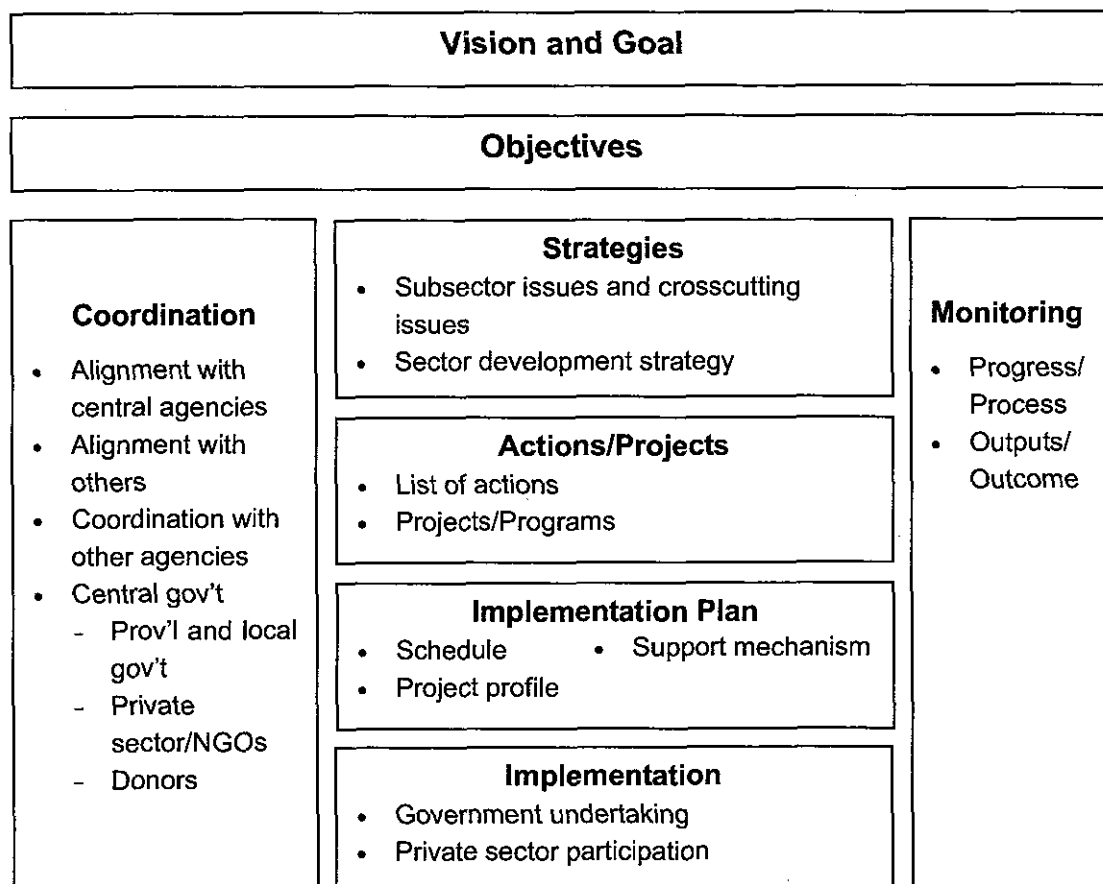 Vision and Goal
Objectives
Coordination
• Alignment with
central agencies
• Alignment with
others
• Coordination with
other agencies
• Central gov't
- Prov'l and local
gov't
- Private
sector/NGOs
- Donors
Strategies
• Subsector issues and crosscutting
issues
• Sector development strategy
Actions/Projects
• List of actions
• Projects/Programs
Implementation Plan
• Schedule • Support mechanism
• Project profile
Implementation
• Government undertaking
• Private sector participation
Monitoring
• Progress/
Process
• Outputs/
Outcome